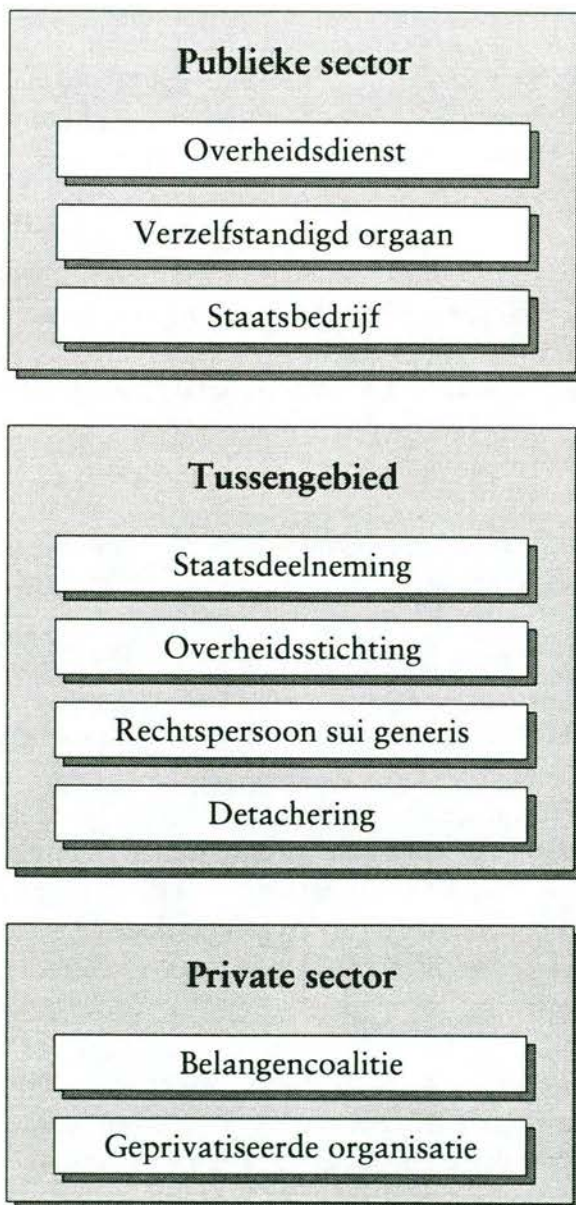 Publieke sector
Overheidsdienst
Verzelfstandigd orgaan
Staatsbedrijf
Tussengebied
Staatsdeelneming
Overheidsstichting
Rechtspersoon sui generis
Detachering
Private sector
Belangencoalitie
Geprivatiseerde organisatie